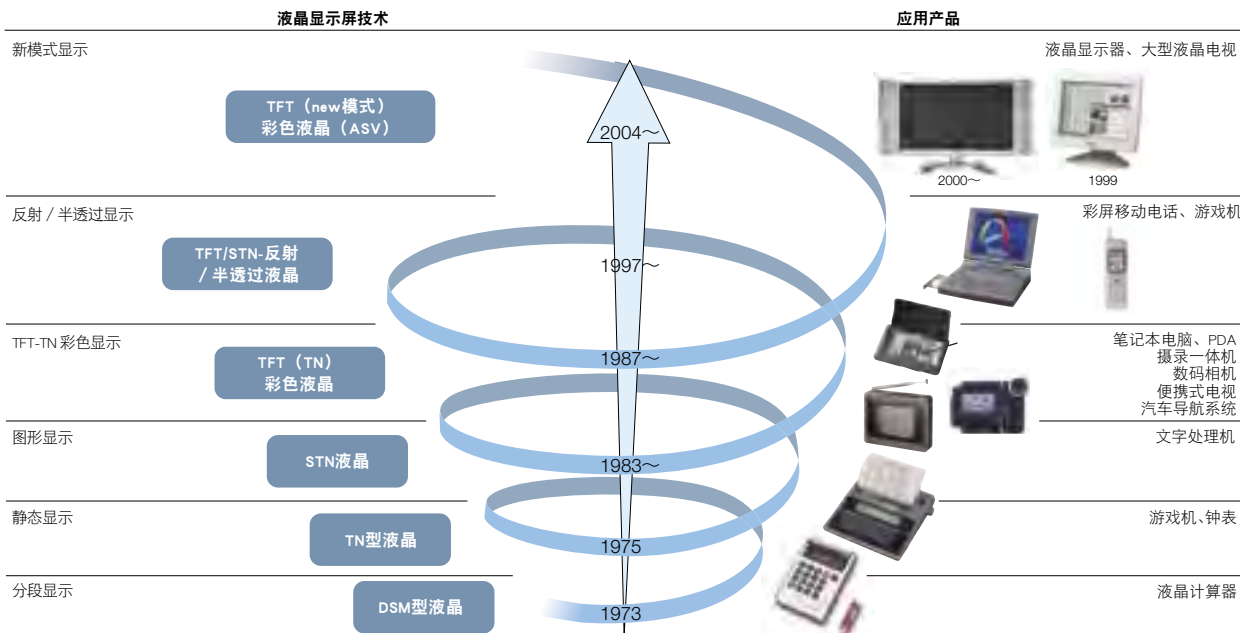 液晶显示屏技术
应用产品
新模式显示
液晶显示器、大型液晶电视
TFT（new模式）
彩色液晶（ASV）
2004～
2000～
1999
反射 / 半透过显示
彩屏移动电话、游戏机
TFT/STN-反射
/ 半透过液晶
1997～
TFT-TN 彩色显示
笔记本电脑、PDA
摄录一体机
数码相机
便携式电视
汽车导航系统
TFT（TN）
彩色液晶
1987～
图形显示
文字处理机
STN液晶
1983～
静态显示
游戏机、钟表
TN型液晶
1975
分段显示
液晶计算器
DSM型液晶
1973